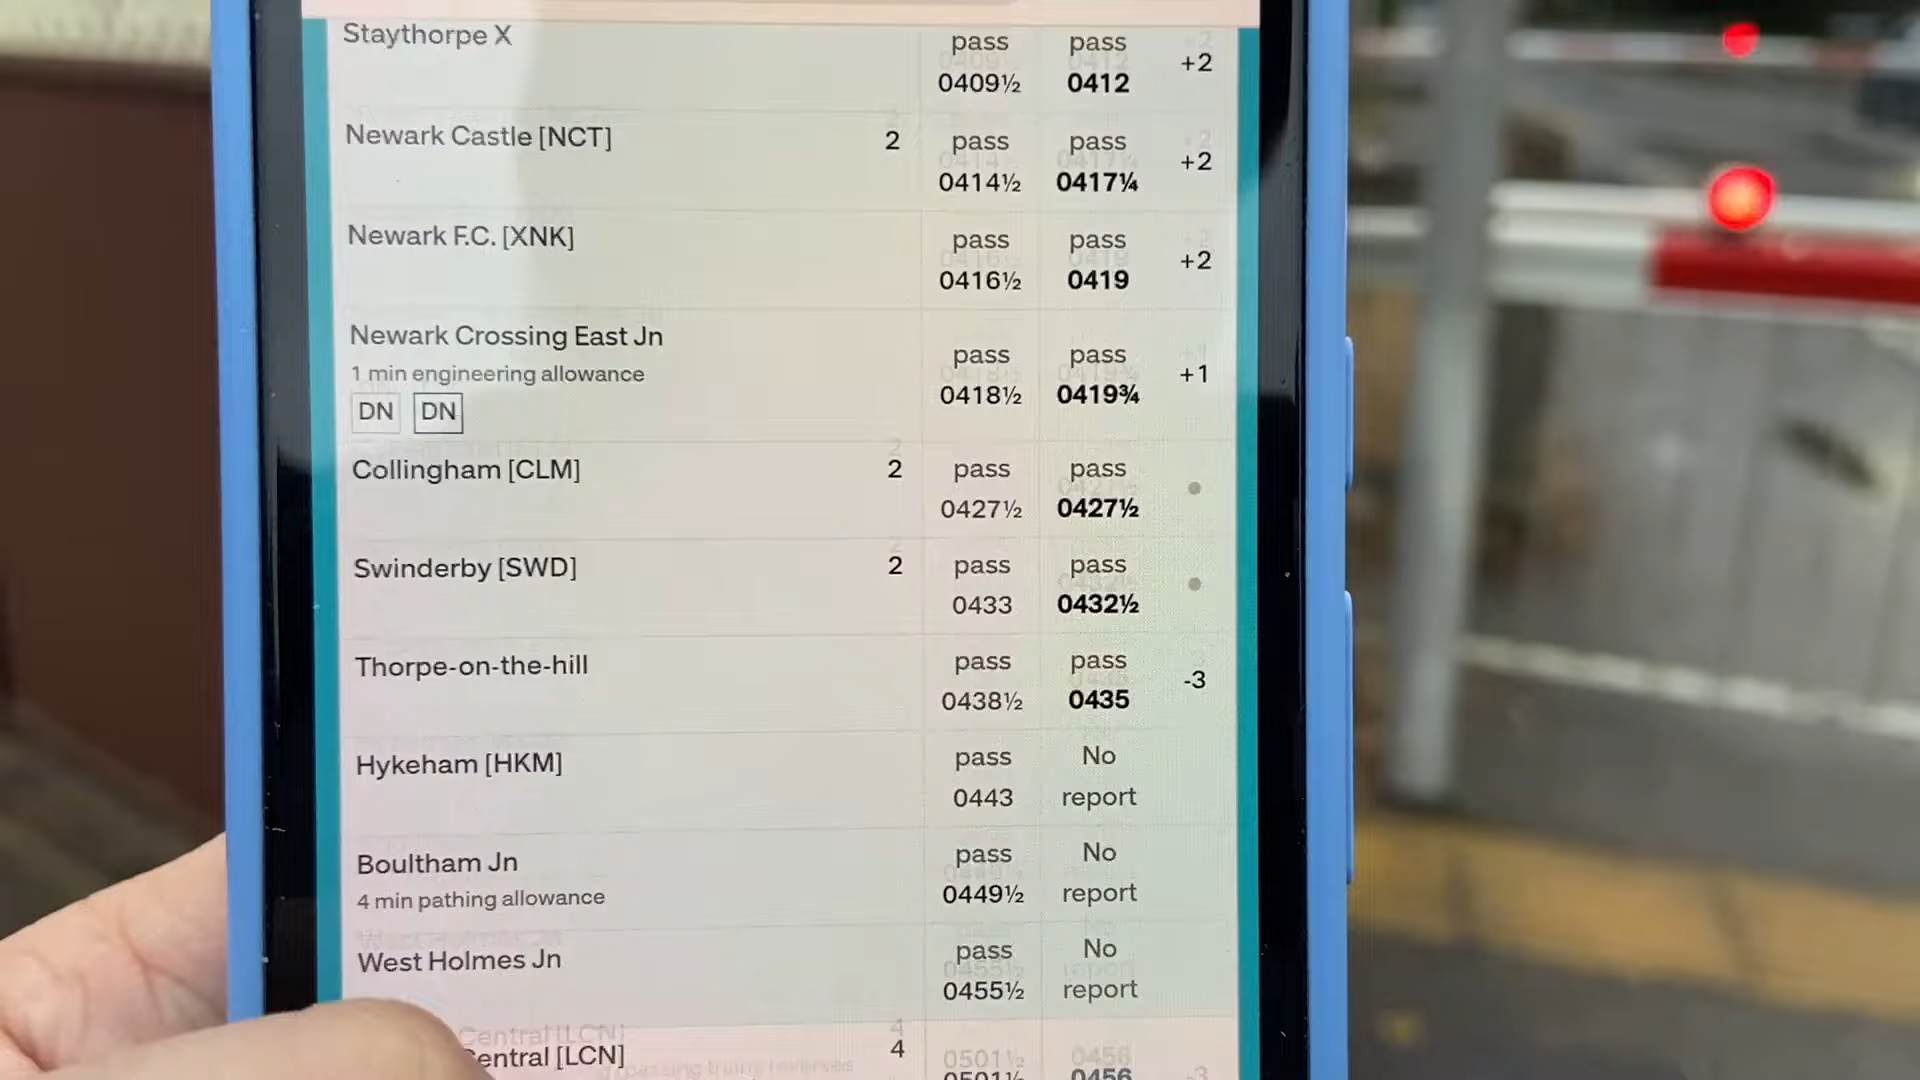 Staythorpe X pass pass
0409½ 0412 +2
Newark Castle [NCT] 2 pass pass
0414½ 0417¼ +2
Newark F.C. [XNK] pass pass
0416½ 0419 +2
Newark Crossing East Jn pass pass
1 min engineering allowance 0418½ 0419¾ +1
DN DN
Collingham [CLM] 2 pass pass
0427½ 0427½
Swinderby [SWD] 2 pass pass
0433 0432½
Thorpe-on-the-hill pass pass
0438½ 0435 -3
Hykeham [HKM] pass No
0443 report
Boultham Jn pass No
4 min pathing allowance 0449½ report
West Holmes Jn pass No
0455½ report
Central [LCN] 4
0501½ 0456 -3